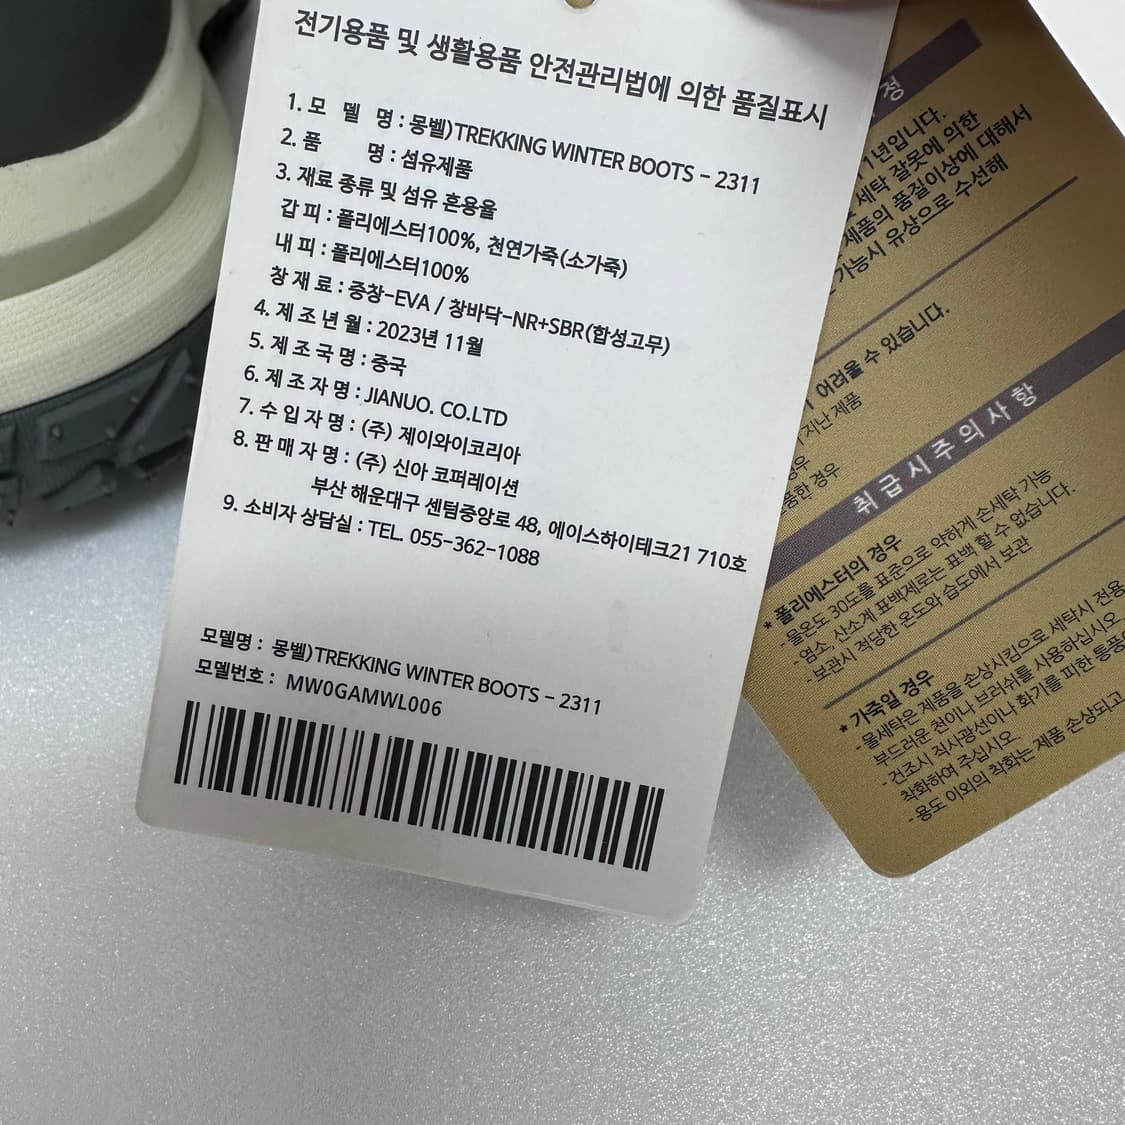 전기용품 및 생활용품 안전관리법에 의한 품질표시
1. 모 델 명 : 몽벨)TREKKING WINTER BOOTS - 2311
2. 품 명 : 섬유제품
3. 재료 종류 및 섬유 혼용율
갑 피 : 폴리에스터100%, 천연가죽(소가죽)
내 피 : 폴리에스터100%
창 재 료 : 중창-EVA / 창바닥-NR+SBR(합성고무)
4. 제 조 년 월 : 2023년 11월
5. 제 조 국 명 : 중국
6. 제 조 자 명 : JIANUO. CO.LTD
7. 수 입 자 명 : (주) 제이와이코리아
8. 판 매 자 명 : (주) 신아 코퍼레이션
부산 해운대구 센텀중앙로 48, 에이스하이테크21 710호
9. 소비자 상담실 : TEL. 055-362-1088
모델명 : 몽벨)TREKKING WINTER BOOTS - 2311
모델번호 : MW0GAMWL006
정
1년입니다.
세탁 잘못에 의한
제품의 품질이상에 대해서
가능시 유상으로 수선해
어려울 수 있습니다.
지난 제품
경우
품한 경우
취급시주의사항
* 폴리에스터의 경우
- 물온도 30도를 표준으로 약하게 손세탁 가능
- 염소, 산소계 표백제로는 표백 할 수 없습니다.
- 보관시 적당한 온도와 습도에서 보관
* 가죽일 경우
- 물세탁은 제품을 손상시킴으로 세탁시 전용
부드러운 천이나 브러쉬를 사용하십시오
- 건조시 직사광선이나 화기를 피한 통풍
착화하여 주십시오.
- 용도 이외의 착화는 제품 손상되고